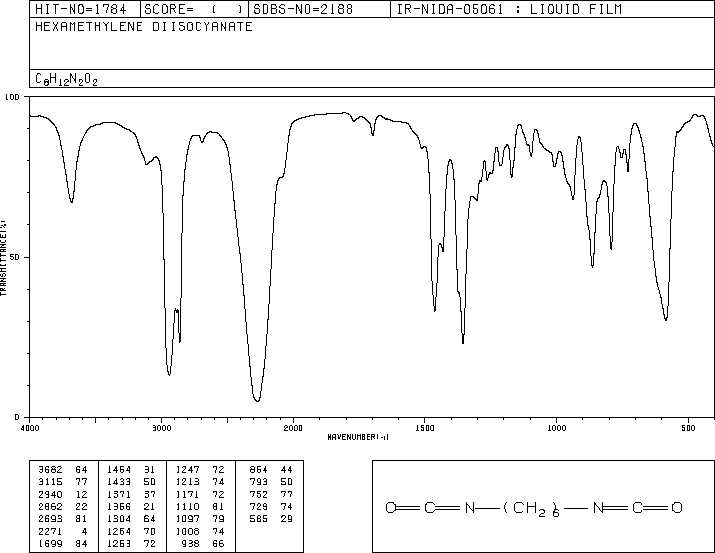 HIT-NO=1784 SCORE= ( ) SDBS-NO=2188 IR-NIDA-05061 : LIQUID FILM
HEXAMETHYLENE DIISOCYANATE
C8H12N2O2
100
50
0
TRANSMITTANCE(%)
4000 3000 2000 1500 1000 500
WAVENUMBER(-1)
3682 64 1464 31 1247 72 864 44
3115 77 1433 50 1213 74 793 50
2940 12 1371 37 1171 72 752 77
2862 22 1356 21 1110 81 729 74
2693 81 1304 64 1097 79 585 29
2271 4 1264 70 1008 74
1699 84 1263 72 938 66
O=C=N—(CH2)6—N=C=O